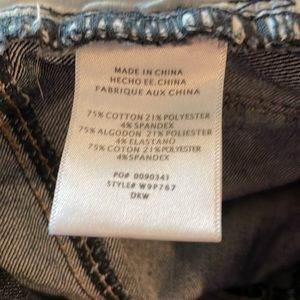 MADE IN CHINA
HECHO EE.CHINA
FABRIQUE AUX CHINA
75% COTTON 21% POLYESTER
4% SPANDEX
75% ALGODON 21% POLIESTER
4% ELASTANO
75% COTON 21% POLYESTER
4% SPANDEX
PO# 0090341
STYLE# W9P767
DKW